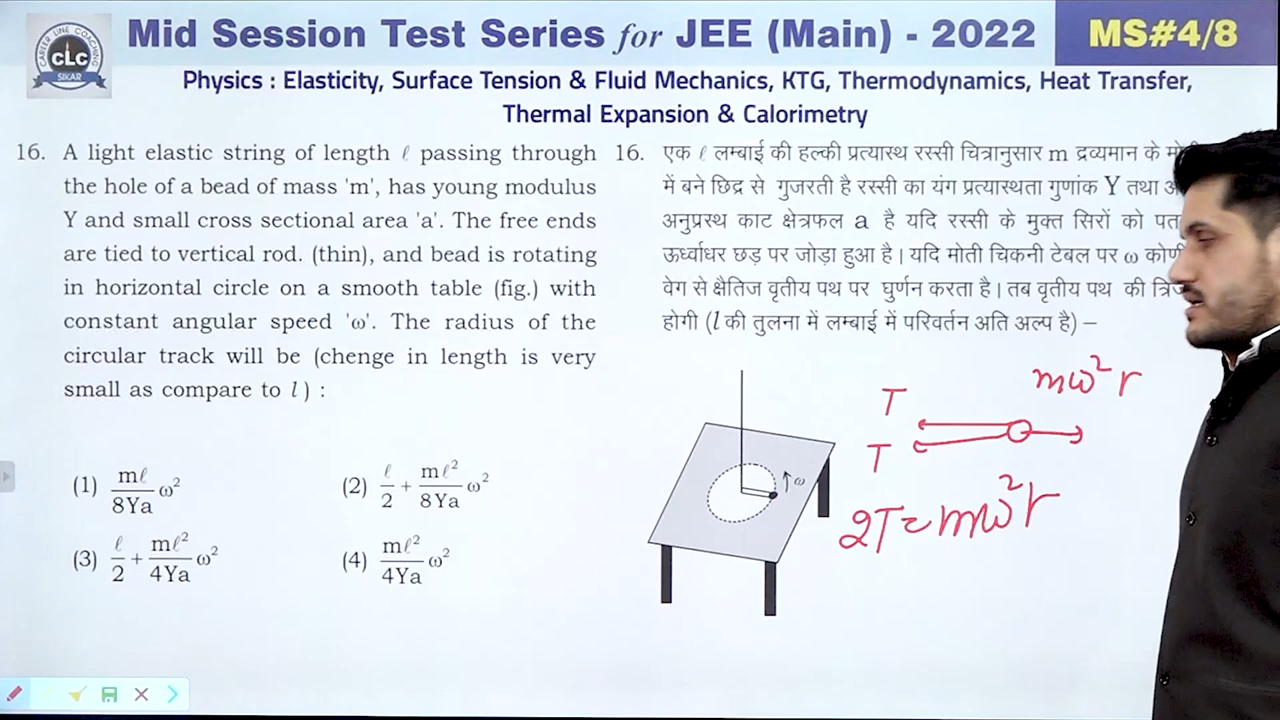 CAREER LINE COACHING
CLC
SIKAR
Mid Session Test Series for JEE (Main) - 2022
MS#4/8
Physics : Elasticity, Surface Tension & Fluid Mechanics, KTG, Thermodynamics, Heat Transfer,
Thermal Expansion & Calorimetry
16. A light elastic string of length ℓ passing through
the hole of a bead of mass 'm', has young modulus
Y and small cross sectional area 'a'. The free ends
are tied to vertical rod. (thin), and bead is rotating
in horizontal circle on a smooth table (fig.) with
constant angular speed 'ω'. The radius of the
circular track will be (chenge in length is very
small as compare to l ) :
(1) mℓ/8Ya ω²
(2) ℓ/2 + mℓ²/8Ya ω²
(3) ℓ/2 + mℓ²/4Ya ω²
(4) mℓ²/4Ya ω²
16. एक ℓ लम्बाई की हल्की प्रत्यास्थ रस्सी चित्रानुसार m द्रव्यमान के
में बने छिद्र से गुजरती है रस्सी का यंग प्रत्यास्थता गुणांक Y तथा
अनुप्रस्थ काट क्षेत्रफल a है यदि रस्सी के मुक्त सिरों को
ऊर्ध्वाधर छड़ पर जोड़ा हुआ है। यदि मोती चिकनी टेबल पर ω
वेग से क्षैतिज वृतीय पथ पर घुर्णन करता है। तब वृतीय पथ की
होगी (l की तुलना में लम्बाई में परिवर्तन अति अल्प है) –
ω
T
mω²r
T
2T = mω²r